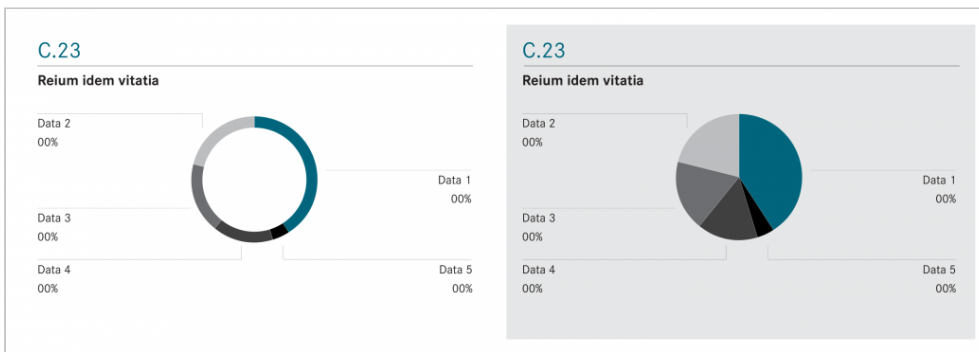 C.23
Reium idem vitatia
Data 2
00%
Data 1
00%
Data 3
00%
Data 4
00%
Data 5
00%
C.23
Reium idem vitatia
Data 2
00%
Data 1
00%
Data 3
00%
Data 4
00%
Data 5
00%